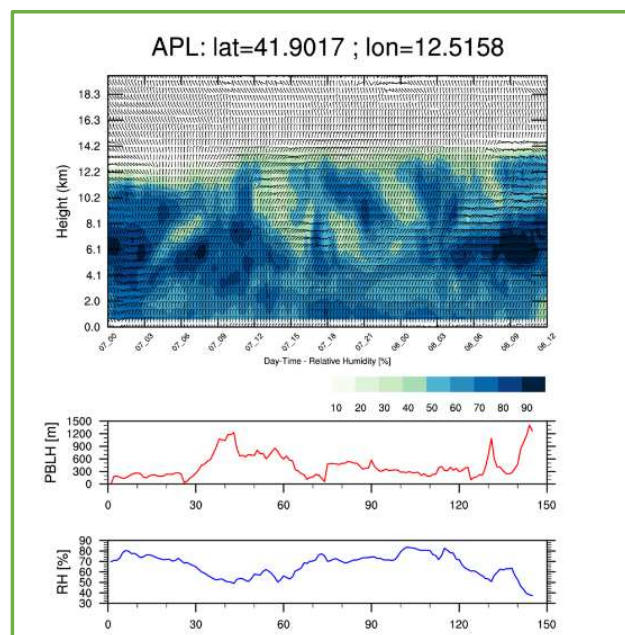 APL: lat=41.9017 ; lon=12.5158
Height (km)
18.3
16.3
14.2
12.2
10.2
8.1
6.1
4.1
2.0
0.0
07_00 07_03 07_06 07_09 07_12 07_15 07_18 07_21 08_00 08_03 08_06 08_09 08_12
Day-Time - Relative Humidity [%]
10 20 30 40 50 60 70 80 90
PBLH [m]
1500
1200
900
600
300
0
0 30 60 90 120 150
RH [%]
90
80
70
60
50
40
30
0 30 60 90 120 150